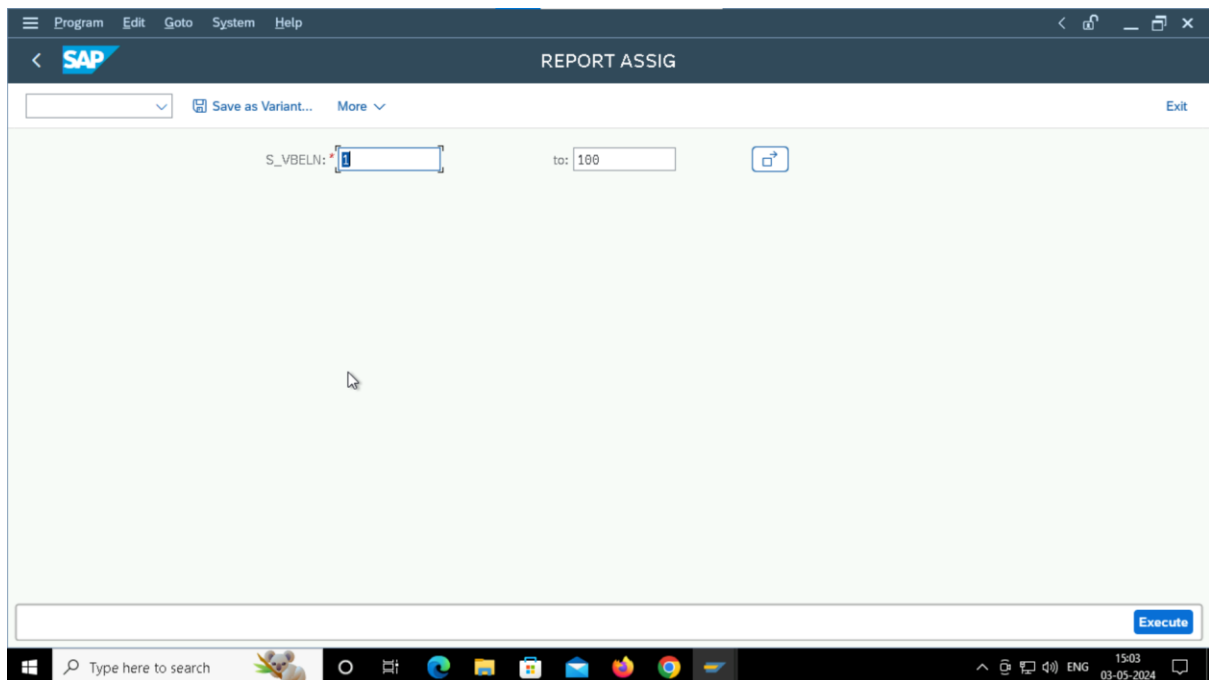 Program Edit Goto System Help
SAP REPORT ASSIG
Save as Variant... More Exit
S_VBELN: * 1 to: 100
Execute
Type here to search ENG 15:03
03-05-2024